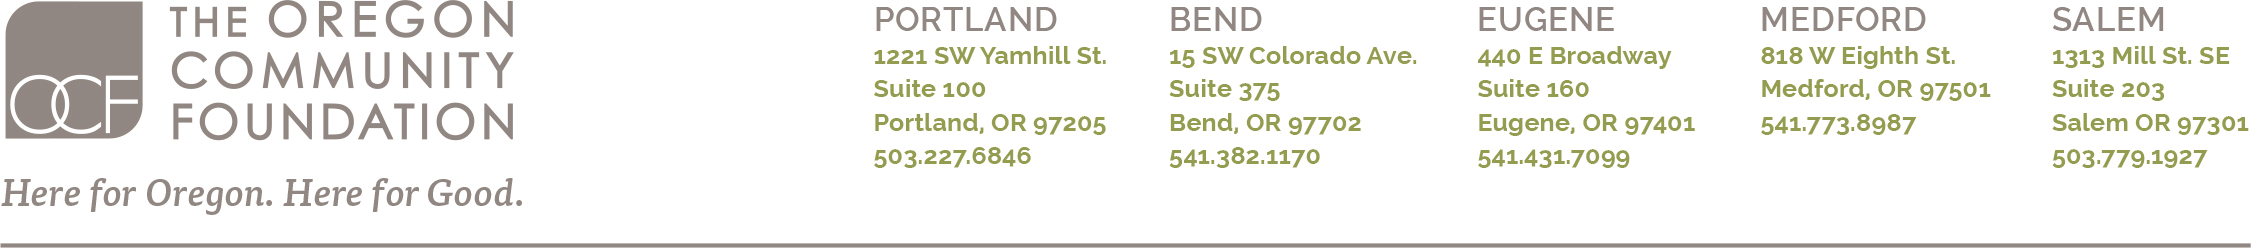 OCF
THE OREGON
COMMUNITY
FOUNDATION
Here for Oregon. Here for Good.
PORTLAND
1221 SW Yamhill St.
Suite 100
Portland, OR 97205
503.227.6846
BEND
15 SW Colorado Ave.
Suite 375
Bend, OR 97702
541.382.1170
EUGENE
440 E Broadway
Suite 160
Eugene, OR 97401
541.431.7099
MEDFORD
818 W Eighth St.
Medford, OR 97501
541.773.8987
SALEM
1313 Mill St. SE
Suite 203
Salem OR 97301
503.779.1927